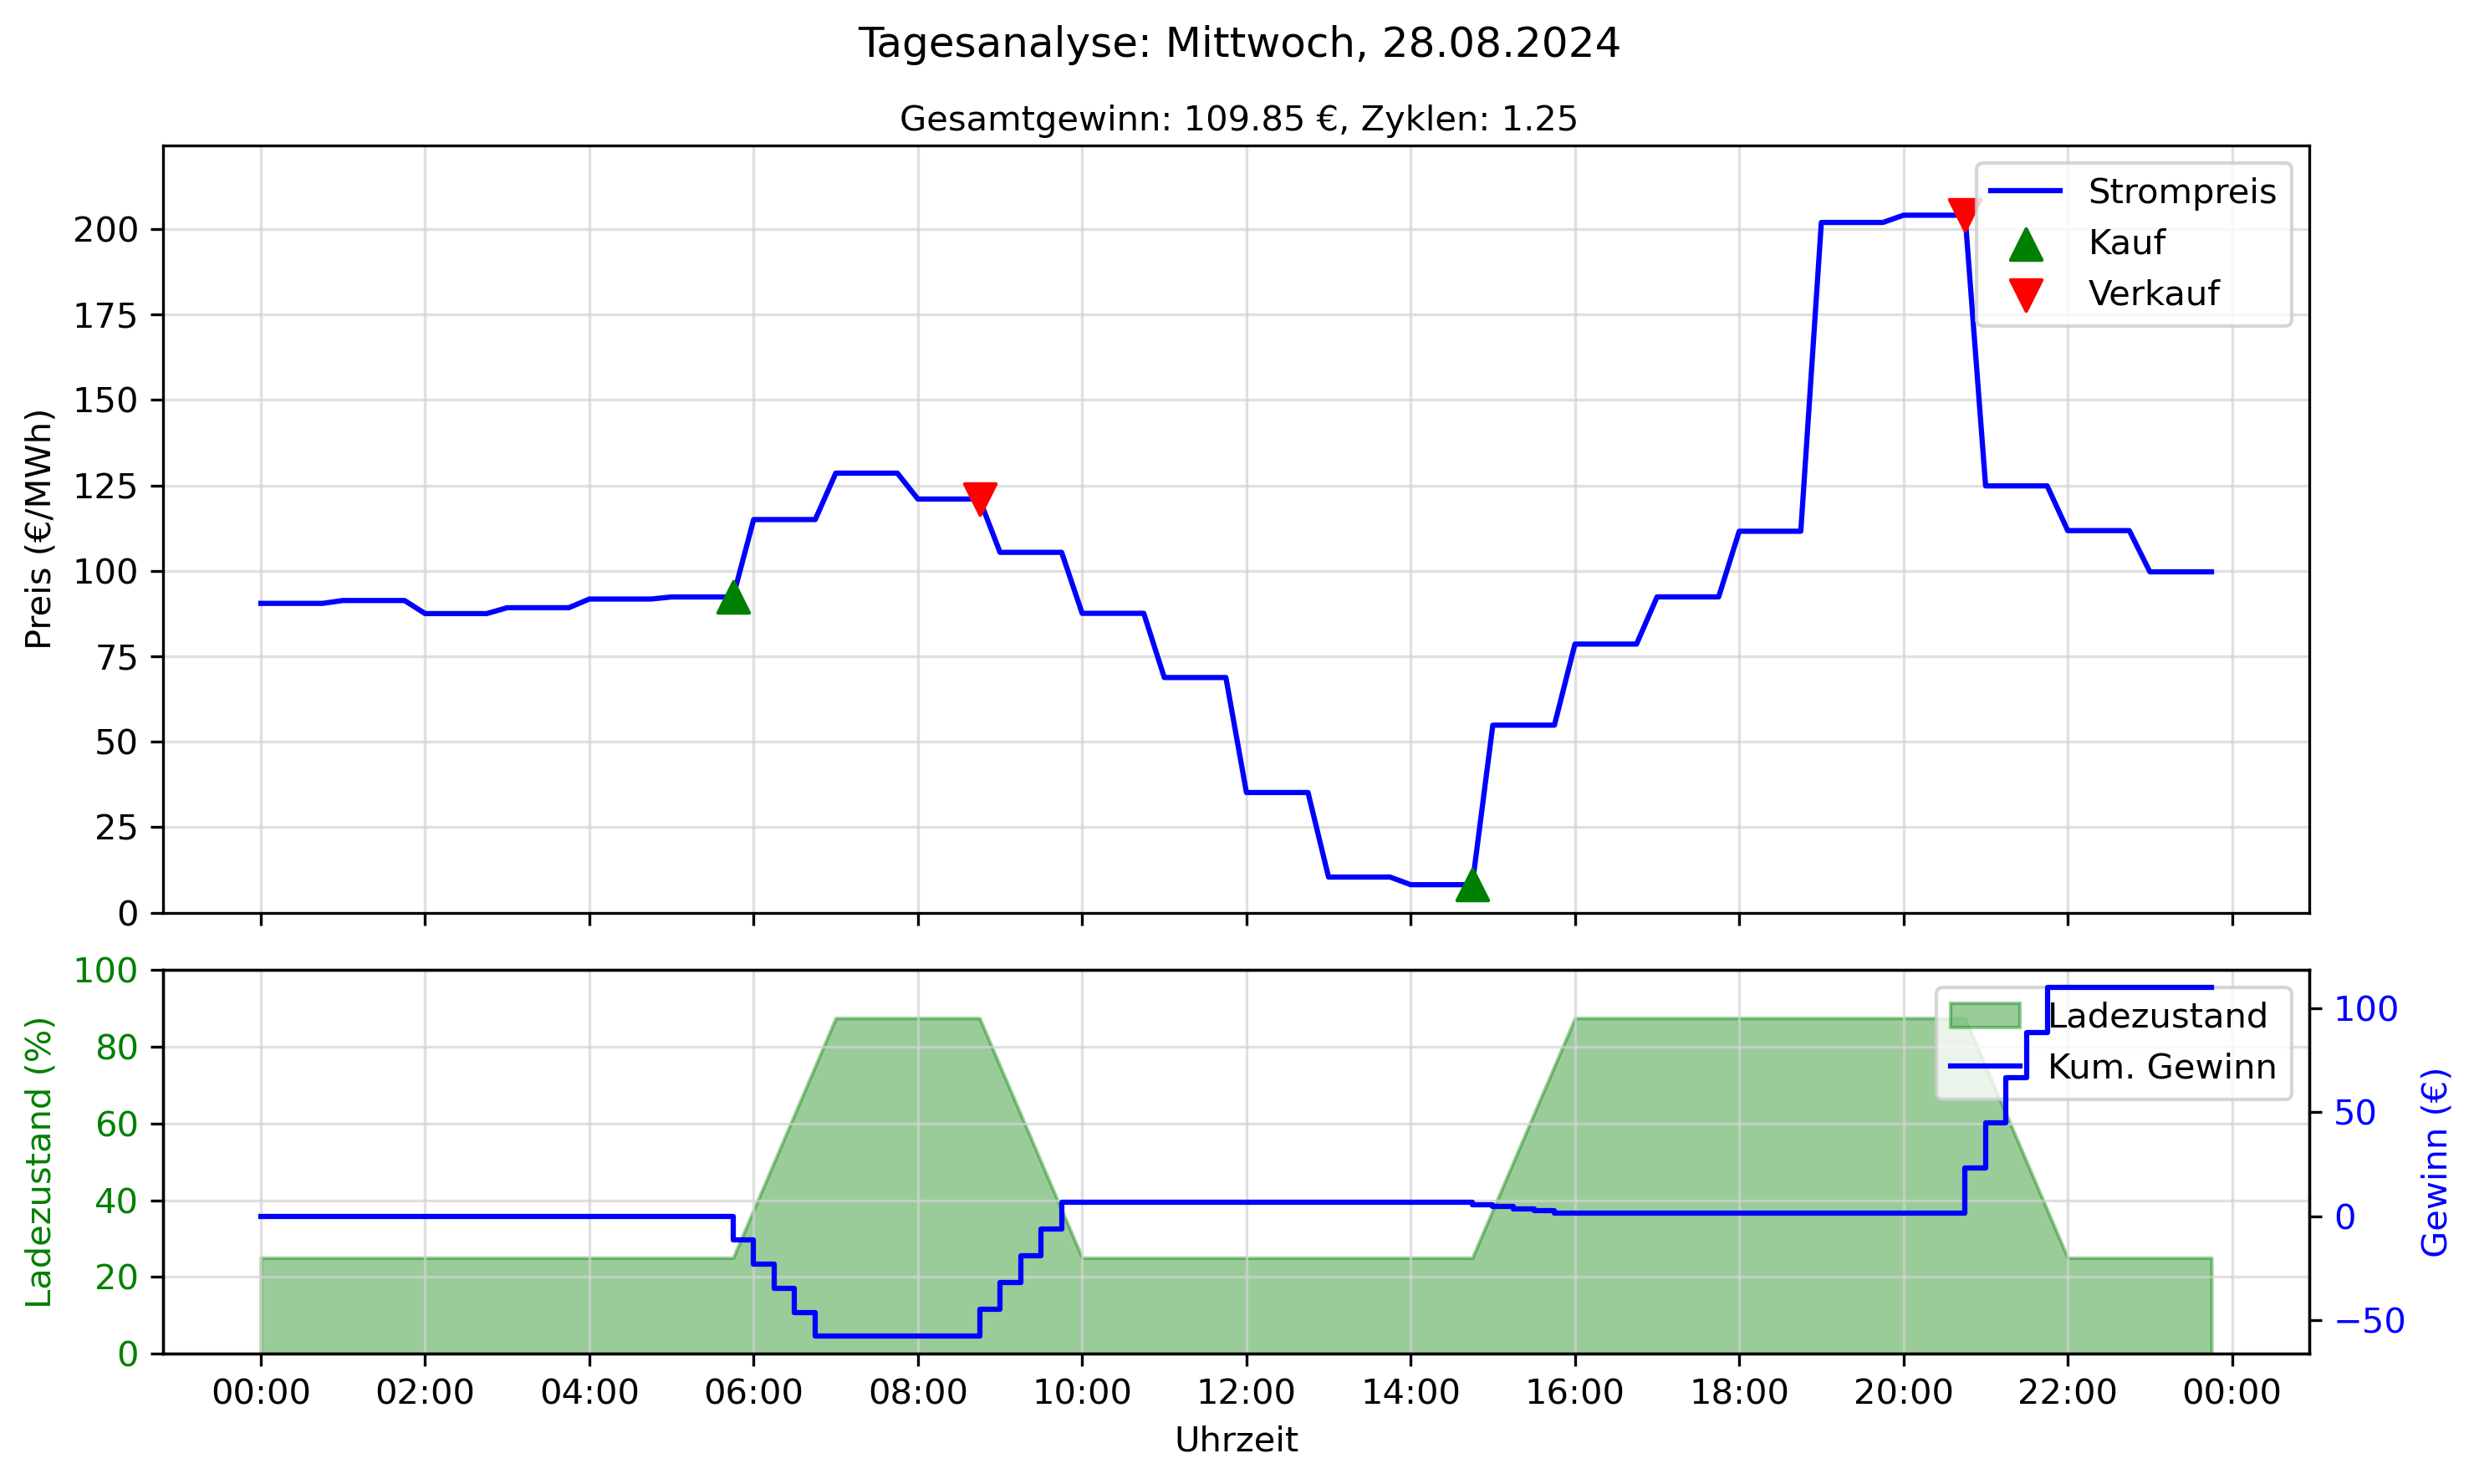 Tagesanalyse: Mittwoch, 28.08.2024
Gesamtgewinn: 109.85 €, Zyklen: 1.25
Preis (€/MWh)
200
175
150
125
100
75
50
25
0
Strompreis
Kauf
Verkauf
Ladezustand (%)
100
80
60
40
20
0
Ladezustand
Kum. Gewinn
100
50
0
−50
Gewinn (€)
00:00 02:00 04:00 06:00 08:00 10:00 12:00 14:00 16:00 18:00 20:00 22:00 00:00
Uhrzeit